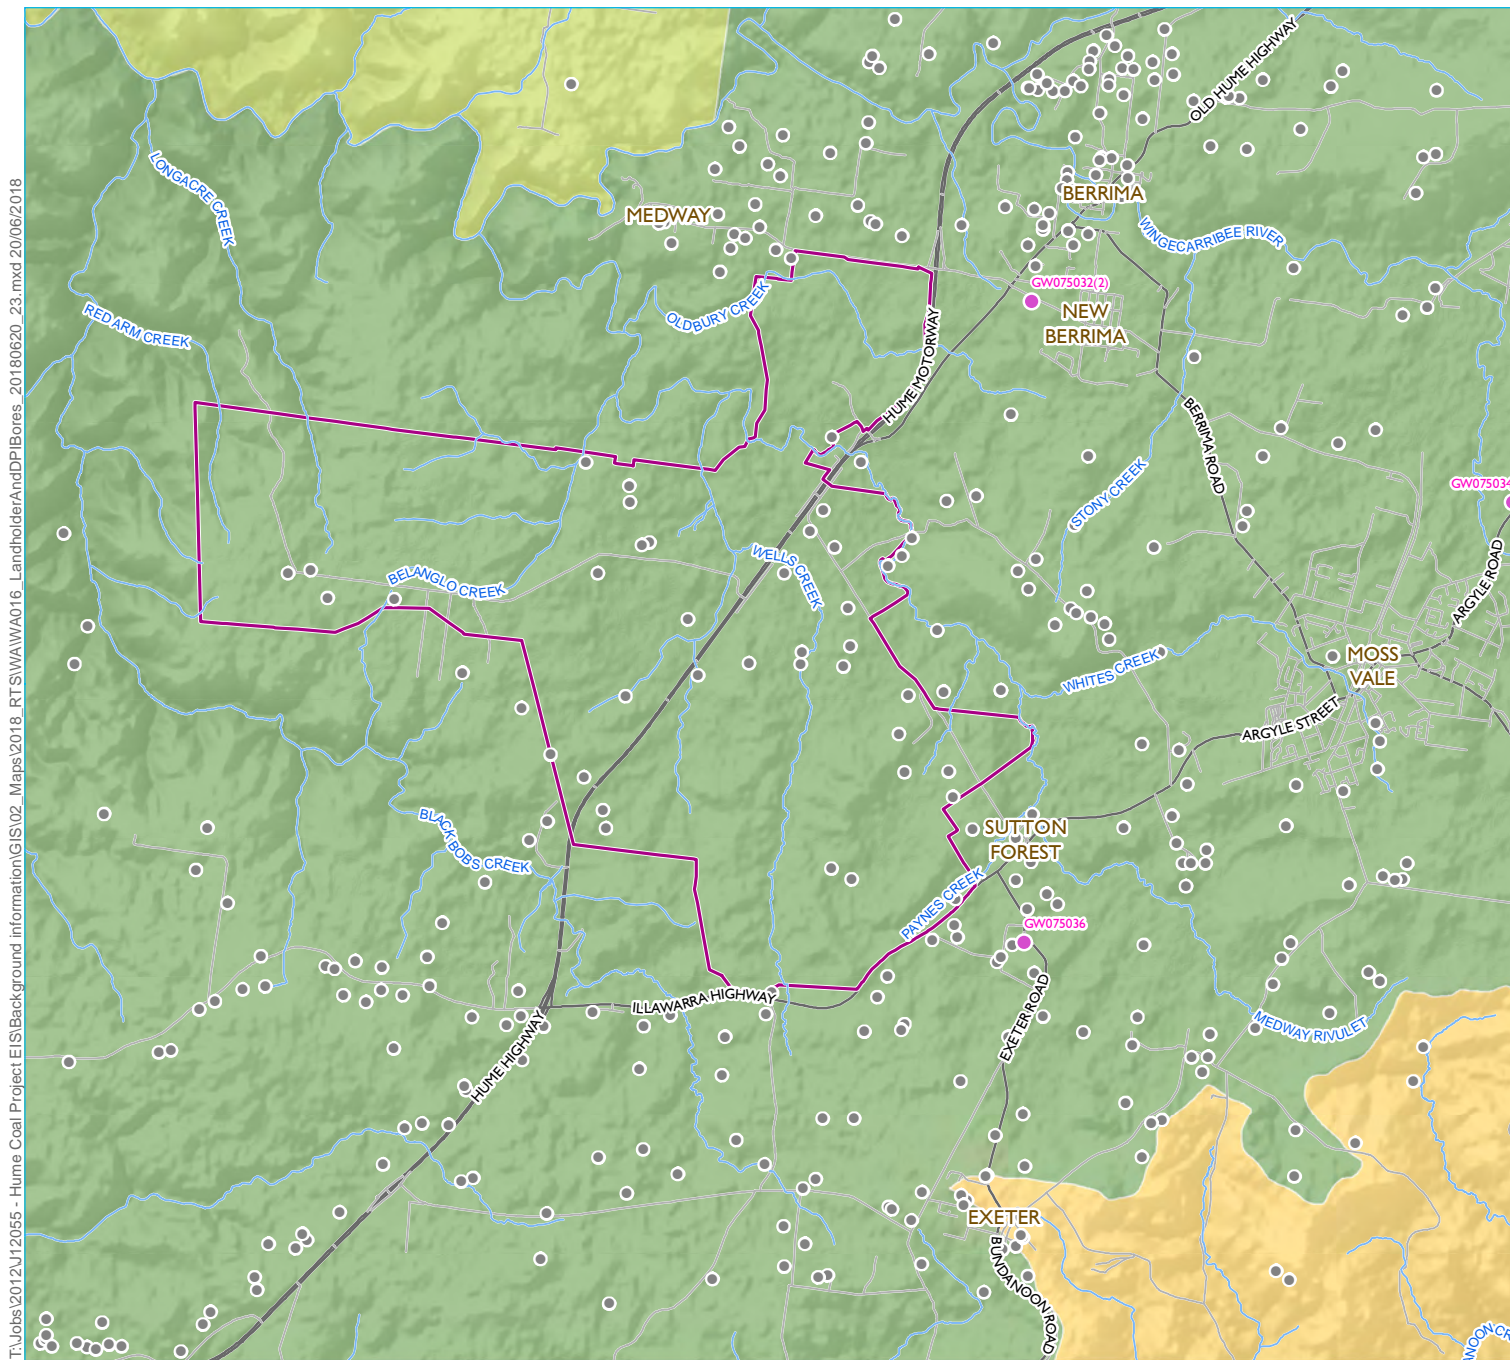 T:\Jobs\2012\J12055 - Hume Coal Project EIS\Background information\GIS\02_Maps\2018_RTS\WA\WA016_LandholderAndDPIBores_20180620_23.mxd 20/06/2018
OLD HUME HIGHWAY
LONGACRE CREEK
BERRIMA
MEDWAY
WINGECARRIBEE RIVER
GW075032(2)
OLDBURY CREEK
RED ARM CREEK
NEW
BERRIMA
HUME MOTORWAY
BERRIMA ROAD
STONY CREEK
GW075034
ARGYLE ROAD
WELLS CREEK
BELANGLO CREEK
MOSS
VALE
WHITES CREEK
ARGYLE STREET
BLACK BOBS CREEK
SUTTON
FOREST
PAYNES CREEK
GW075036
ILLAWARRA HIGHWAY
EXETER ROAD
MEDWAY RIVULET
HUME HIGHWAY
EXETER
BUNDANOON ROAD
NOON CR